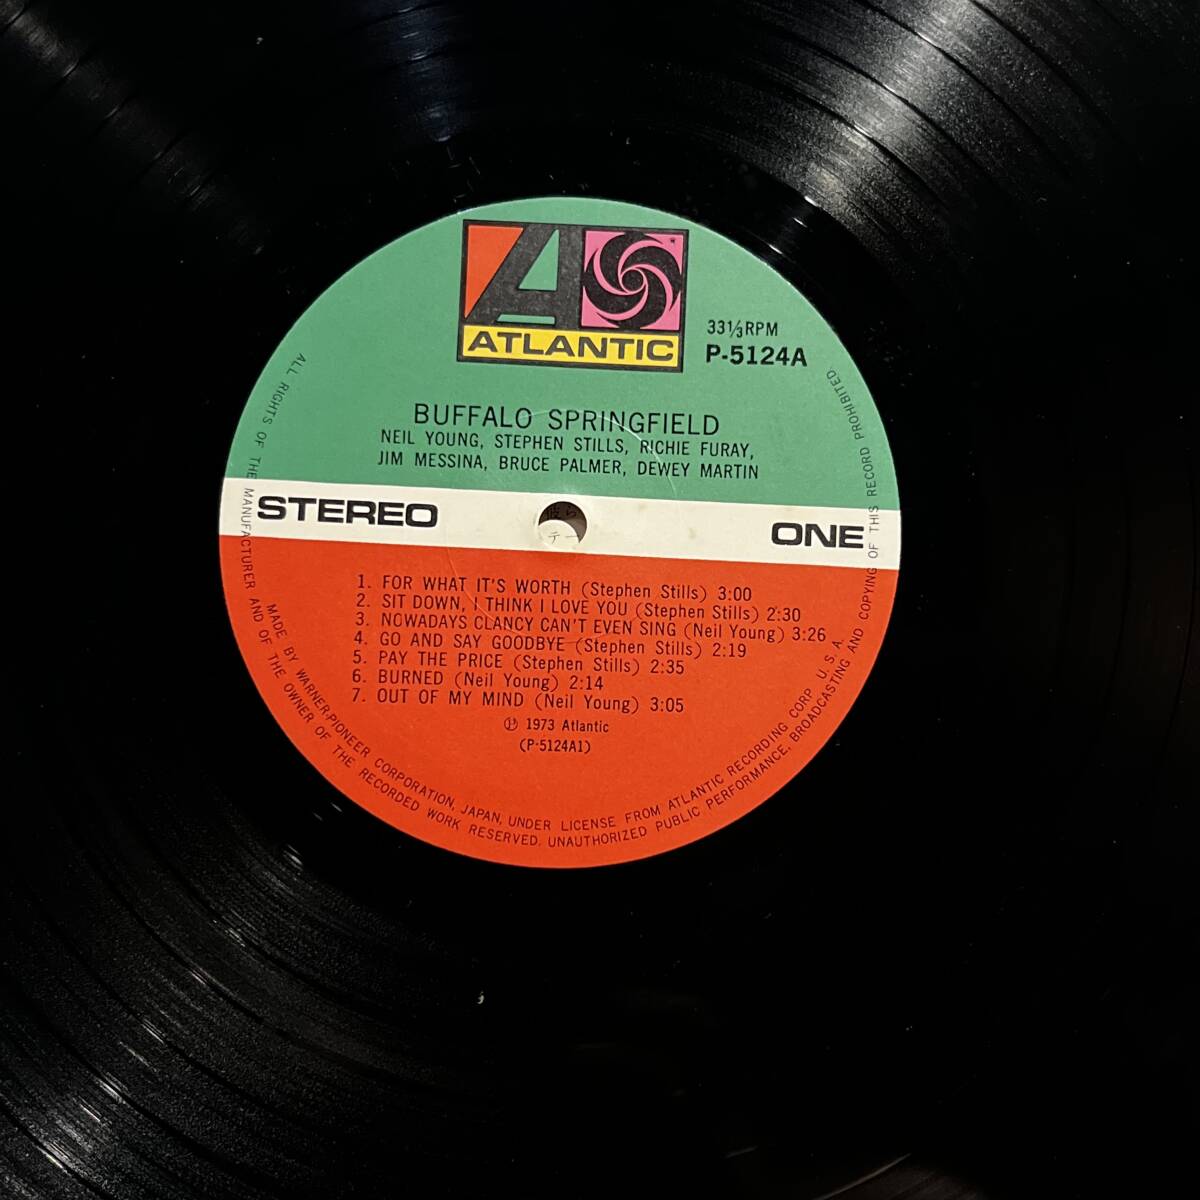 ATLANTIC
33 1/3 RPM
P-5124A
BUFFALO SPRINGFIELD
NEIL YOUNG, STEPHEN STILLS, RICHIE FURAY,
JIM MESSINA, BRUCE PALMER, DEWEY MARTIN
STEREO
ONE
1. FOR WHAT IT'S WORTH (Stephen Stills) 3:00
2. SIT DOWN, I THINK I LOVE YOU (Stephen Stills) 2:30
3. NOWADAYS CLANCY CAN'T EVEN SING (Neil Young) 3:26
4. GO AND SAY GOODBYE (Stephen Stills) 2:19
5. PAY THE PRICE (Stephen Stills) 2:35
6. BURNED (Neil Young) 2:14
7. OUT OF MY MIND (Neil Young) 3:05
Ⓟ 1973 Atlantic
(P-5124A1)
MADE BY WARNER-PIONEER CORPORATION, JAPAN, UNDER LICENSE FROM ATLANTIC RECORDING CORP. U. S. A.
ALL RIGHTS OF THE MANUFACTURER AND OF THE OWNER OF THE RECORDED WORK RESERVED. UNAUTHORIZED PUBLIC PERFORMANCE, BROADCASTING AND COPYING OF THIS RECORD PROHIBITED.